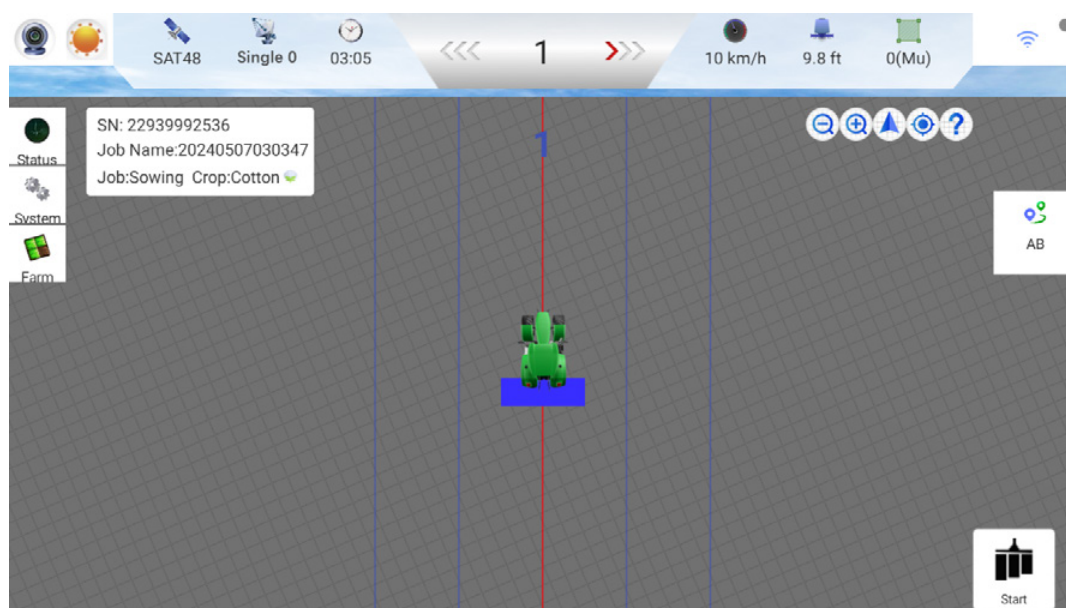 SAT48
Single 0
03:05
1
10 km/h
9.8 ft
0(Mu)
SN: 22939992536
Job Name:20240507030347
Job:Sowing Crop:Cotton
1
?
Status
System
Farm
AB
Start